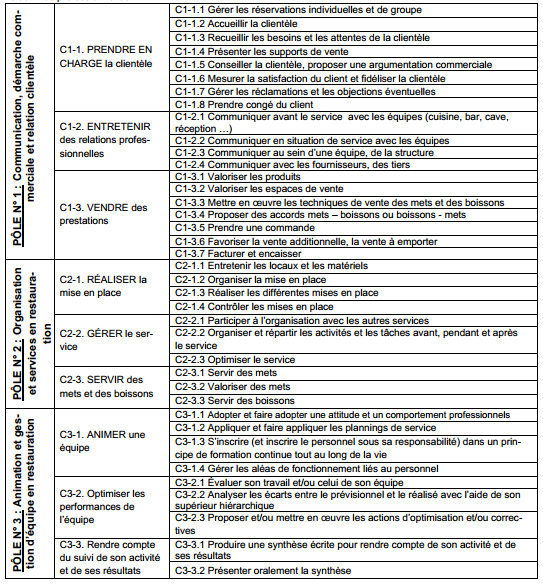 PÔLE N° 1 : Communication, démarche com-
merciale et relation clientèle
C1-1. PRENDRE EN
CHARGE la clientèle
C1-1.1 Gérer les réservations individuelles et de groupe
C1-1.2 Accueillir la clientèle
C1-1.3 Recueillir les besoins et les attentes de la clientèle
C1-1.4 Présenter les supports de vente
C1-1.5 Conseiller la clientèle, proposer une argumentation commerciale
C1-1.6 Mesurer la satisfaction du client et fidéliser la clientèle
C1-1.7 Gérer les réclamations et les objections éventuelles
C1-1.8 Prendre congé du client
C1-2. ENTRETENIR
des relations profes-
sionnelles
C1-2.1 Communiquer avant le service avec les équipes (cuisine, bar, cave,
réception …)
C1-2.2 Communiquer en situation de service avec les équipes
C1-2.3 Communiquer au sein d'une équipe, de la structure
C1-2.4 Communiquer avec les fournisseurs, des tiers
C1-3. VENDRE des
prestations
C1-3.1 Valoriser les produits
C1-3.2 Valoriser les espaces de vente
C1-3.3 Mettre en œuvre les techniques de vente des mets et des boissons
C1-3.4 Proposer des accords mets – boissons ou boissons - mets
C1-3.5 Prendre une commande
C1-3.6 Favoriser la vente additionnelle, la vente à emporter
C1-3.7 Facturer et encaisser
PÔLE N° 2 : Organisation
et services en restaura-
tion
C2-1. RÉALISER la
mise en place
C2-1.1 Entretenir les locaux et les matériels
C2-1.2 Organiser la mise en place
C2-1.3 Réaliser les différentes mises en place
C2-1.4 Contrôler les mises en place
C2-2. GÉRER le ser-
vice
C2-2.1 Participer à l'organisation avec les autres services
C2-2.2 Organiser et répartir les activités et les tâches avant, pendant et après
le service
C2-2.3 Optimiser le service
C2-3. SERVIR des
mets et des boissons
C2-3.1 Servir des mets
C2-3.2 Valoriser des mets
C2-3.3 Servir des boissons
PÔLE N° 3 : Animation et ges-
tion d'équipe en restauration
C3-1. ANIMER une
équipe
C3-1.1 Adopter et faire adopter une attitude et un comportement professionnels
C3-1.2 Appliquer et faire appliquer les plannings de service
C3-1.3 S'inscrire (et inscrire le personnel sous sa responsabilité) dans un prin-
cipe de formation continue tout au long de la vie
C3-1.4 Gérer les aléas de fonctionnement liés au personnel
C3-2. Optimiser les
performances de
l'équipe
C3-2.1 Évaluer son travail et/ou celui de son équipe
C3-2.2 Analyser les écarts entre le prévisionnel et le réalisé avec l'aide de son
supérieur hiérarchique
C3-2.3 Proposer et/ou mettre en œuvre les actions d'optimisation et/ou correc-
tives
C3-3. Rendre compte
du suivi de son activité
et de ses résultats
C3-3.1 Produire une synthèse écrite pour rendre compte de son activité et de
ses résultats
C3-3.2 Présenter oralement la synthèse